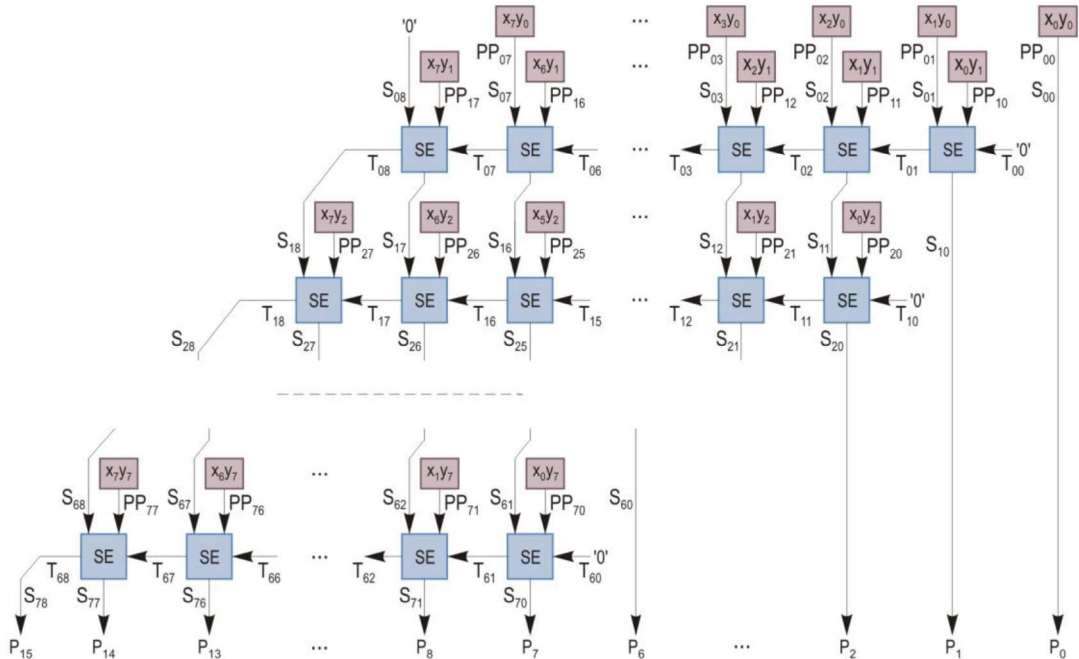 '0' x₇y₀ ... x₃y₀ x₂y₀ x₁y₀ x₀y₀
x₇y₁ PP₀₇ x₆y₁ ... PP₀₃ x₂y₁ PP₀₂ x₁y₁ PP₀₁ x₀y₁ PP₀₀
S₀₈ PP₁₇ S₀₇ PP₁₆ S₀₃ PP₁₂ S₀₂ PP₁₁ S₀₁ PP₁₀ S₀₀
SE SE ... SE SE SE '0'
T₀₈ T₀₇ T₀₆ T₀₃ T₀₂ T₀₁ T₀₀
x₇y₂ x₆y₂ x₅y₂ ... x₁y₂ x₀y₂
S₁₈ PP₂₇ S₁₇ PP₂₆ S₁₆ PP₂₅ S₁₂ PP₂₁ S₁₁ PP₂₀ S₁₀
SE SE SE ... SE SE '0'
T₁₈ T₁₇ T₁₆ T₁₅ T₁₂ T₁₁ T₁₀
S₂₈ S₂₇ S₂₆ S₂₅ S₂₁ S₂₀
x₇y₇ x₆y₇ ... x₁y₇ x₀y₇
S₆₈ PP₇₇ S₆₇ PP₇₆ S₆₂ PP₇₁ S₆₁ PP₇₀ S₆₀
SE SE ... SE SE '0'
T₆₈ T₆₇ T₆₆ T₆₂ T₆₁ T₆₀
S₇₈ S₇₇ S₇₆ S₇₁ S₇₀
P₁₅ P₁₄ P₁₃ ... P₈ P₇ P₆ ... P₂ P₁ P₀